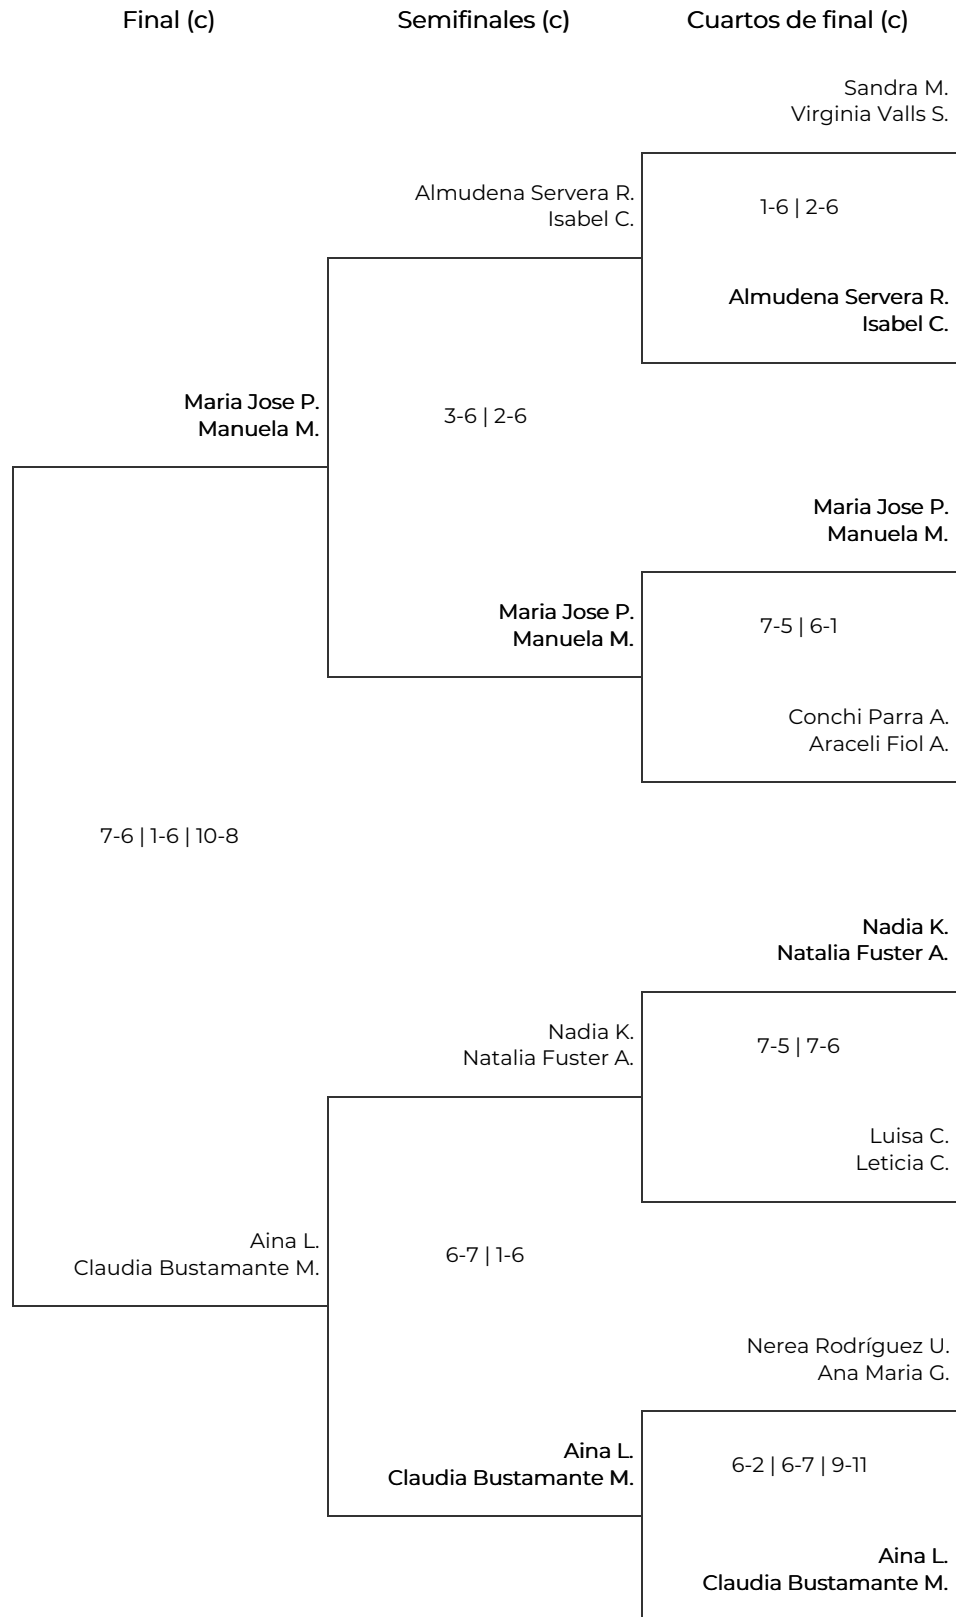 Final (c)
Semifinales (c)
Cuartos de final (c)
Sandra M.
Virginia Valls S.
Almudena Servera R.
Isabel C.
1-6 | 2-6
Almudena Servera R.
Isabel C.
Maria Jose P.
Manuela M.
3-6 | 2-6
Maria Jose P.
Manuela M.
Maria Jose P.
Manuela M.
7-5 | 6-1
Conchi Parra A.
Araceli Fiol A.
7-6 | 1-6 | 10-8
Nadia K.
Natalia Fuster A.
Nadia K.
Natalia Fuster A.
7-5 | 7-6
Luisa C.
Leticia C.
Aina L.
Claudia Bustamante M.
6-7 | 1-6
Nerea Rodríguez U.
Ana Maria G.
Aina L.
Claudia Bustamante M.
6-2 | 6-7 | 9-11
Aina L.
Claudia Bustamante M.